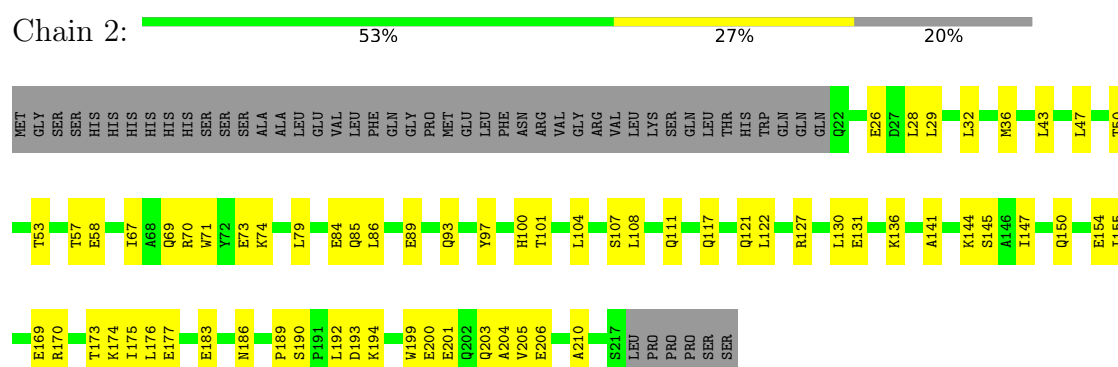 Chain 2:
53% 27% 20%
MET GLY SER SER HIS HIS HIS HIS HIS HIS SER SER SER ALA ALA LEU GLU VAL LEU PHE GLN GLY PRO MET GLU LEU PHE ASN ARG VAL GLY ARG VAL LEU LYS SER GLN LEU THR HIS TRP GLN GLN GLN Q22 E26 D27 L28 L29 L32 M36 L43 L47 T50
T53 T57 E58 I67 A68 Q69 R70 W71 Y72 E73 K74 L79 E84 Q85 L86 E89 Q93 Y97 H100 T101 L104 S107 L108 Q111 Q117 Q121 L122 R127 L130 E131 K136 A141 K144 S145 A146 I147 Q150 E154 I155
E169 R170 T173 K174 I175 L176 E177 E183 N186 P189 S190 P191 L192 D193 K194 W199 E200 E201 Q202 Q203 A204 V205 E206 A210 S217 LEU PRO PRO PRO SER SER